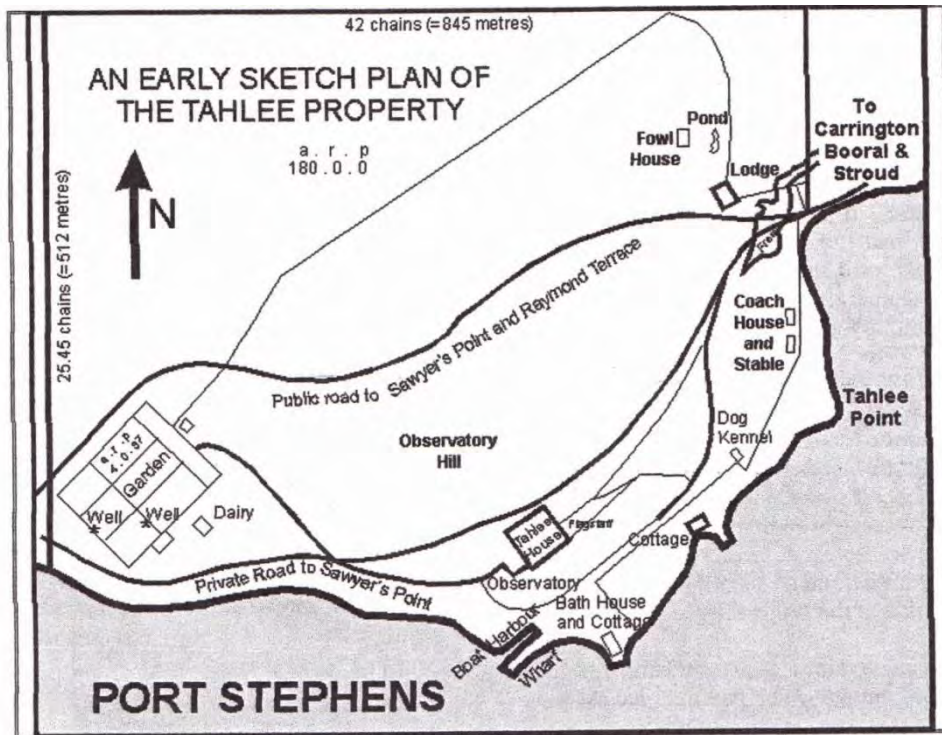 42 chains (=845 metres)
AN EARLY SKETCH PLAN OF
THE TAHLEE PROPERTY
a. r. p
180.0.0
N
25.45 chains (=512 metres)
Fowl
House
Pond
Lodge
To
Carrington
Booral &
Stroud
Public road to Sawyer's Point and Raymond Terrace
Coach
House
and
Stable
Tahlee
Point
Observatory
Hill
Dog
Kennel
a. r. p
4.0.87
Garden
Well
Well
Dairy
Tahlee
House
Flagstaff
Cottage
Private Road to Sawyer's Point
Observatory
Bath House
and Cottage
Boat Harbour
Wharf
PORT STEPHENS